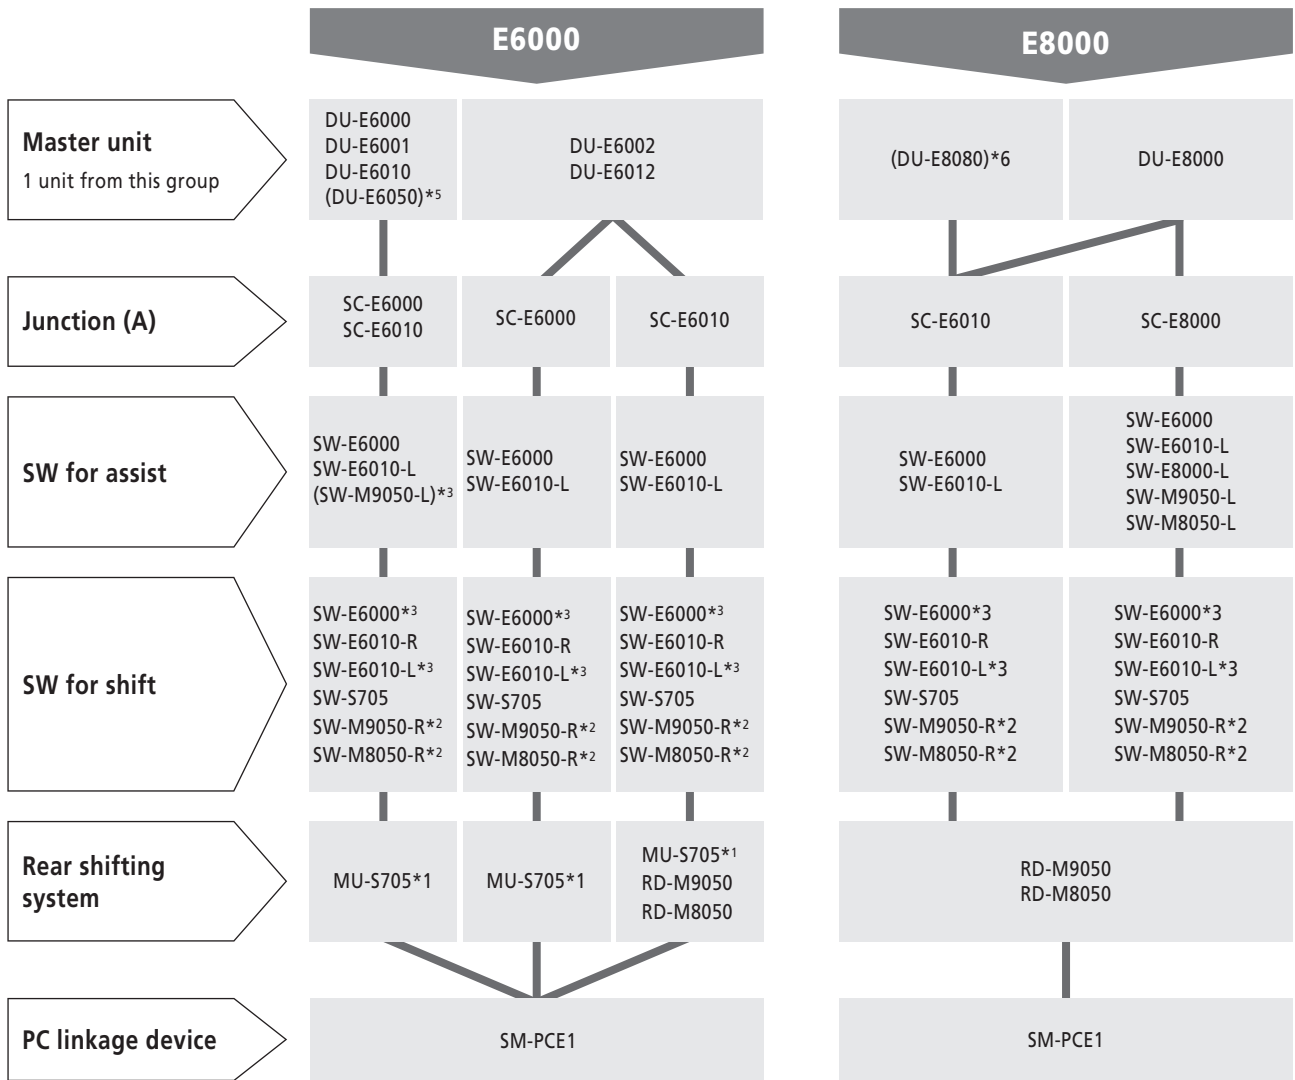 E6000
E8000
Master unit
1 unit from this group
DU-E6000
DU-E6001
DU-E6010
(DU-E6050)*5
DU-E6002
DU-E6012
(DU-E8080)*6
DU-E8000
Junction (A)
SC-E6000
SC-E6010
SC-E6000
SC-E6010
SC-E6010
SC-E8000
SW for assist
SW-E6000
SW-E6010-L
(SW-M9050-L)*3
SW-E6000
SW-E6010-L
SW-E6000
SW-E6010-L
SW-E6000
SW-E6010-L
SW-E6000
SW-E6010-L
SW-E8000-L
SW-M9050-L
SW-M8050-L
SW for shift
SW-E6000*3
SW-E6010-R
SW-E6010-L*3
SW-S705
SW-M9050-R*2
SW-M8050-R*2
SW-E6000*3
SW-E6010-R
SW-E6010-L*3
SW-S705
SW-M9050-R*2
SW-M8050-R*2
SW-E6000*3
SW-E6010-R
SW-E6010-L*3
SW-S705
SW-M9050-R*2
SW-M8050-R*2
SW-E6000*3
SW-E6010-R
SW-E6010-L*3
SW-S705
SW-M9050-R*2
SW-M8050-R*2
SW-E6000*3
SW-E6010-R
SW-E6010-L*3
SW-S705
SW-M9050-R*2
SW-M8050-R*2
Rear shifting
system
MU-S705*1
MU-S705*1
MU-S705*1
RD-M9050
RD-M8050
RD-M9050
RD-M8050
PC linkage device
SM-PCE1
SM-PCE1